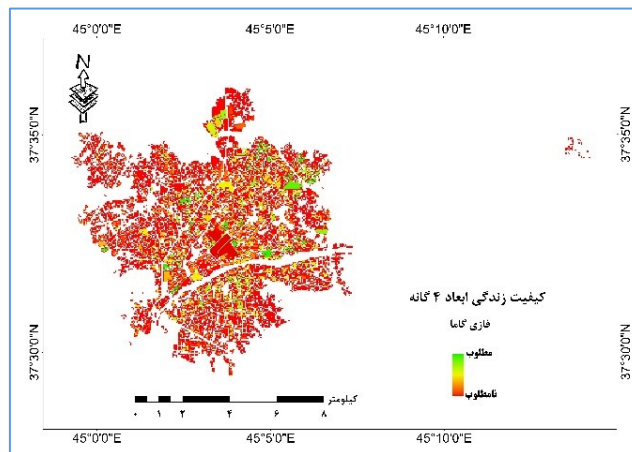 45°0'0"E 45°5'0"E 45°10'0"E
N
37°35'0"N 37°35'0"N
کیفیت زندگی ابعاد ۴ گانه
فازی گاما
مطلوب
نامطلوب
37°30'0"N 37°30'0"N
کیلومتر
۰ ۱ ۲ ۴ ۶ ۸
45°0'0"E 45°5'0"E 45°10'0"E